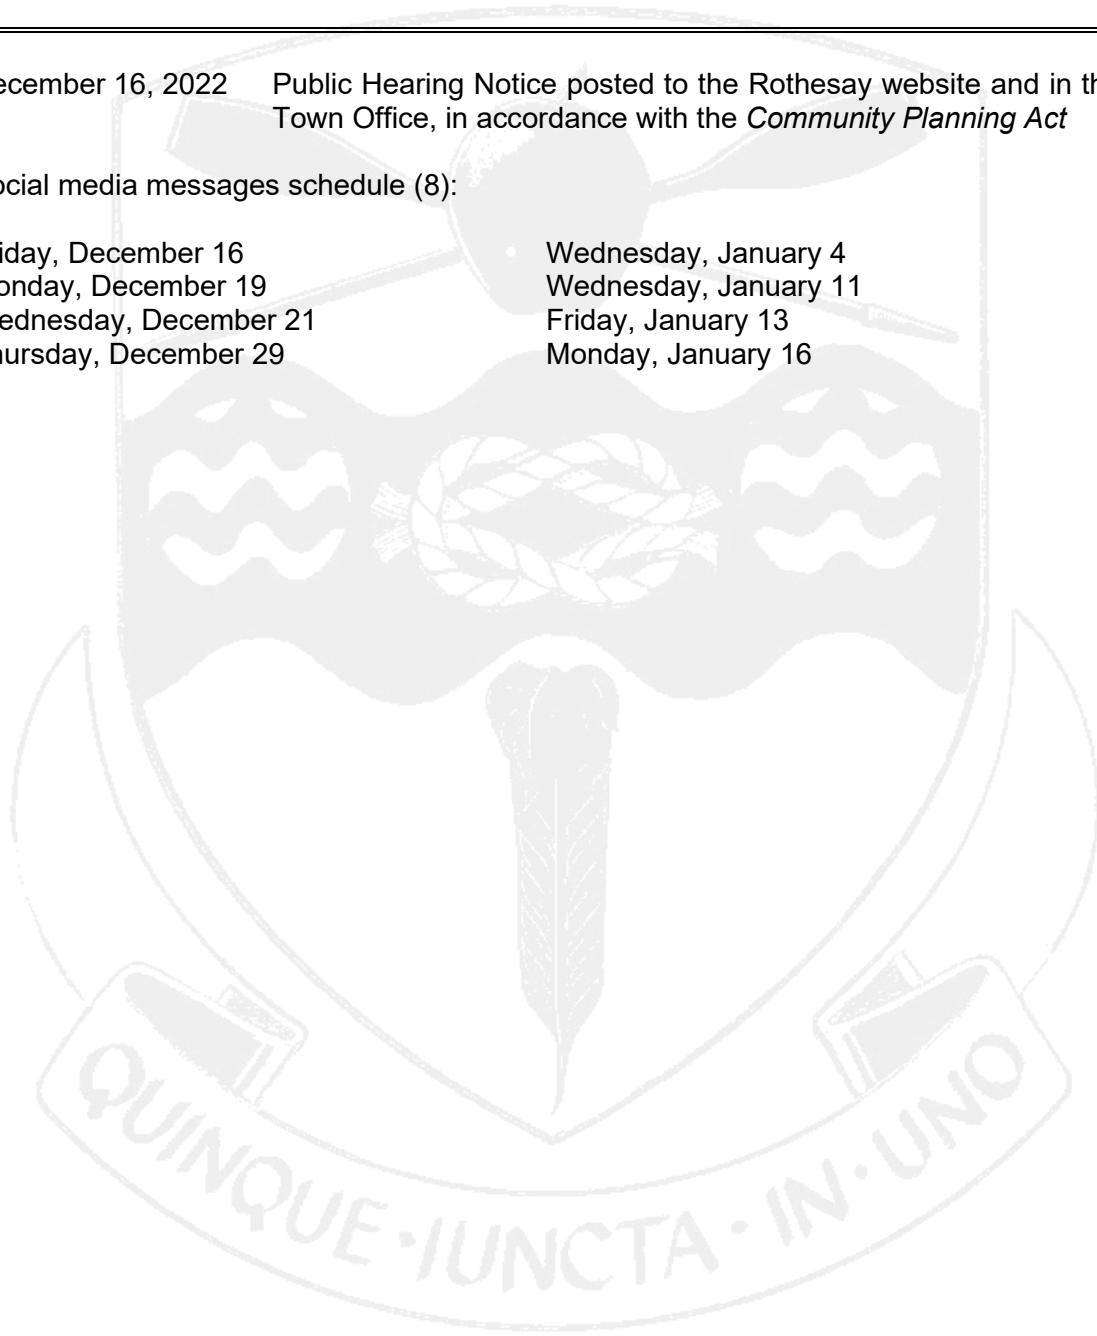 ecember 16, 2022 Public Hearing Notice posted to the Rothesay website and in th
Town Office, in accordance with the Community Planning Act
ocial media messages schedule (8):
iday, December 16 Wednesday, January 4
onday, December 19 Wednesday, January 11
ednesday, December 21 Friday, January 13
hursday, December 29 Monday, January 16
QUINQUE · IUNCTA · IN · UNO